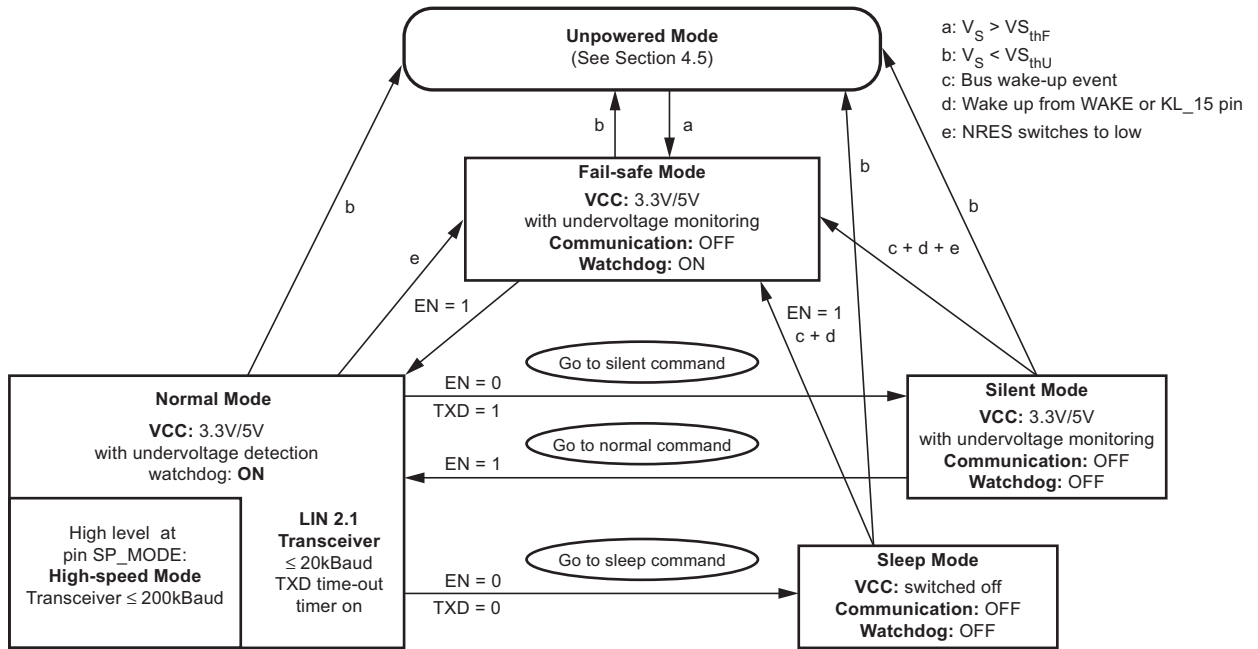 Unpowered Mode
(See Section 4.5)
a: VS > VSthF
b: VS < VSthU
c: Bus wake-up event
d: Wake up from WAKE or KL_15 pin
e: NRES switches to low
b
a
Fail-safe Mode
VCC: 3.3V/5V
with undervoltage monitoring
Communication: OFF
Watchdog: ON
b
b
b
e
c + d + e
EN = 1
EN = 1
c + d
Go to silent command
EN = 0
TXD = 1
Normal Mode
VCC: 3.3V/5V
with undervoltage detection
watchdog: ON
Go to normal command
EN = 1
Silent Mode
VCC: 3.3V/5V
with undervoltage monitoring
Communication: OFF
Watchdog: OFF
High level at
pin SP_MODE:
High-speed Mode
Transceiver ≤ 200kBaud
LIN 2.1
Transceiver
≤ 20kBaud
TXD time-out
timer on
Go to sleep command
EN = 0
TXD = 0
Sleep Mode
VCC: switched off
Communication: OFF
Watchdog: OFF